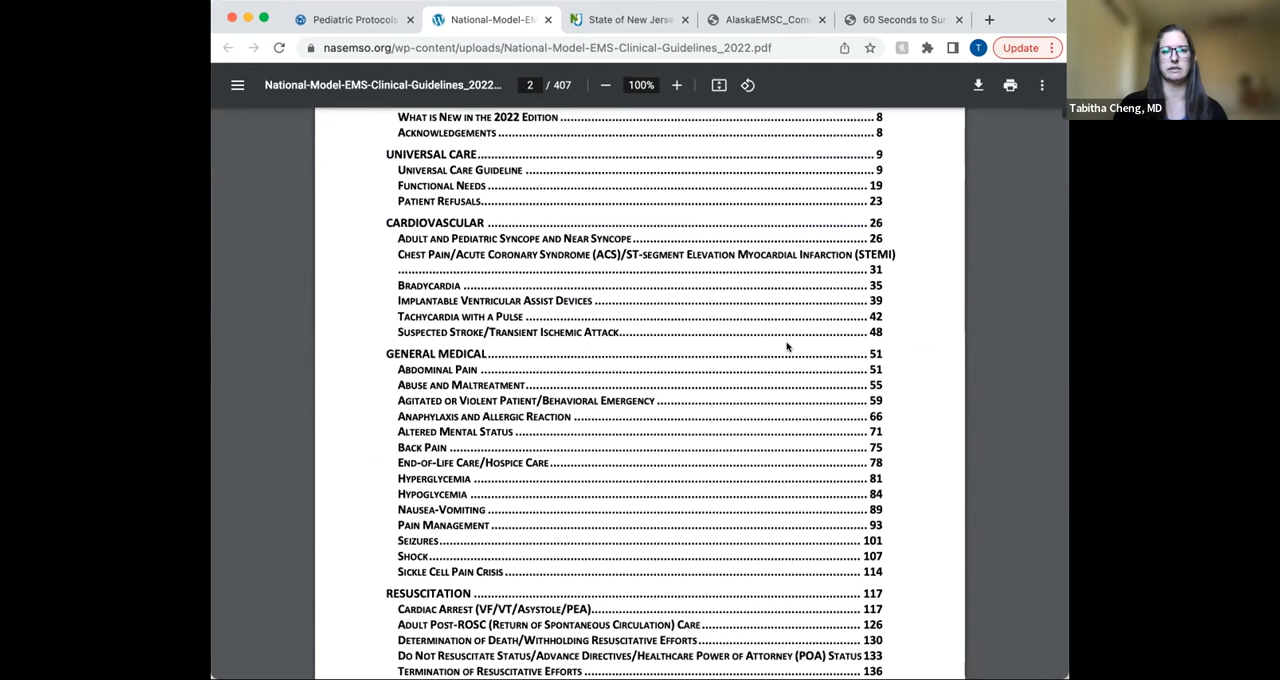 Pediatric Protocols
National-Model-EM
State of New Jerse
AlaskaEMSC_Com
60 Seconds to Sur
nasemso.org/wp-content/uploads/National-Model-EMS-Clinical-Guidelines_2022.pdf
T
Update
Tabitha Cheng, MD
National-Model-EMS-Clinical-Guidelines_2022...
2 / 407
100%
WHAT IS NEW IN THE 2022 EDITION 8
ACKNOWLEDGEMENTS 8
UNIVERSAL CARE 9
UNIVERSAL CARE GUIDELINE 9
FUNCTIONAL NEEDS 19
PATIENT REFUSALS 23
CARDIOVASCULAR 26
ADULT AND PEDIATRIC SYNCOPE AND NEAR SYNCOPE 26
CHEST PAIN/ACUTE CORONARY SYNDROME (ACS)/ST-SEGMENT ELEVATION MYOCARDIAL INFARCTION (STEMI)
31
BRADYCARDIA 35
IMPLANTABLE VENTRICULAR ASSIST DEVICES 39
TACHYCARDIA WITH A PULSE 42
SUSPECTED STROKE/TRANSIENT ISCHEMIC ATTACK 48
GENERAL MEDICAL 51
ABDOMINAL PAIN 51
ABUSE AND MALTREATMENT 55
AGITATED OR VIOLENT PATIENT/BEHAVIORAL EMERGENCY 59
ANAPHYLAXIS AND ALLERGIC REACTION 66
ALTERED MENTAL STATUS 71
BACK PAIN 75
END-OF-LIFE CARE/HOSPICE CARE 78
HYPERGLYCEMIA 81
HYPOGLYCEMIA 84
NAUSEA-VOMITING 89
PAIN MANAGEMENT 93
SEIZURES 101
SHOCK 107
SICKLE CELL PAIN CRISIS 114
RESUSCITATION 117
CARDIAC ARREST (VF/VT/ASYSTOLE/PEA) 117
ADULT POST-ROSC (RETURN OF SPONTANEOUS CIRCULATION) CARE 126
DETERMINATION OF DEATH/WITHHOLDING RESUSCITATIVE EFFORTS 130
DO NOT RESUSCITATE STATUS/ADVANCE DIRECTIVES/HEALTHCARE POWER OF ATTORNEY (POA) STATUS 133
TERMINATION OF RESUSCITATIVE EFFORTS 136